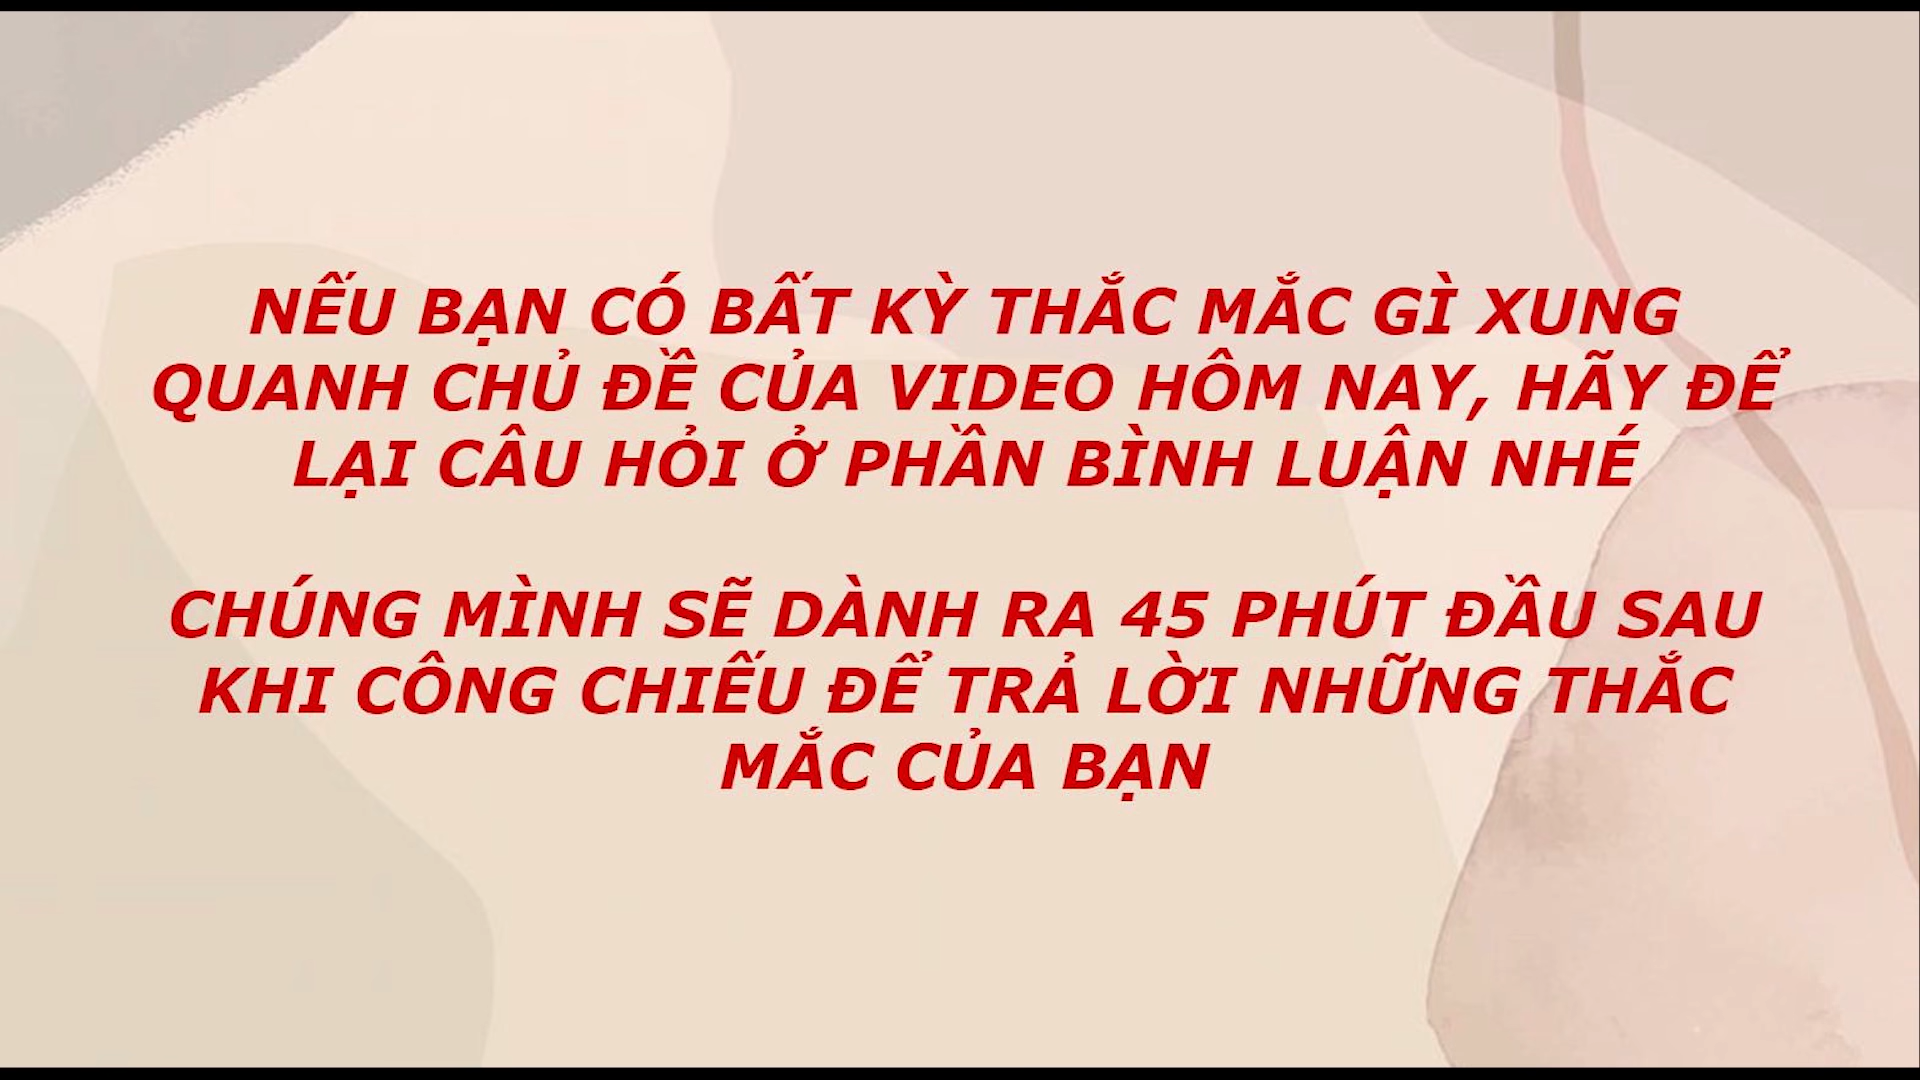 NẾU BẠN CÓ BẤT KỲ THẮC MẮC GÌ XUNG
QUANH CHỦ ĐỀ CỦA VIDEO HÔM NAY, HÃY ĐỂ
LẠI CÂU HỎI Ở PHẦN BÌNH LUẬN NHÉ
CHÚNG MÌNH SẼ DÀNH RA 45 PHÚT ĐẦU SAU
KHI CÔNG CHIẾU ĐỂ TRẢ LỜI NHỮNG THẮC
MẮC CỦA BẠN